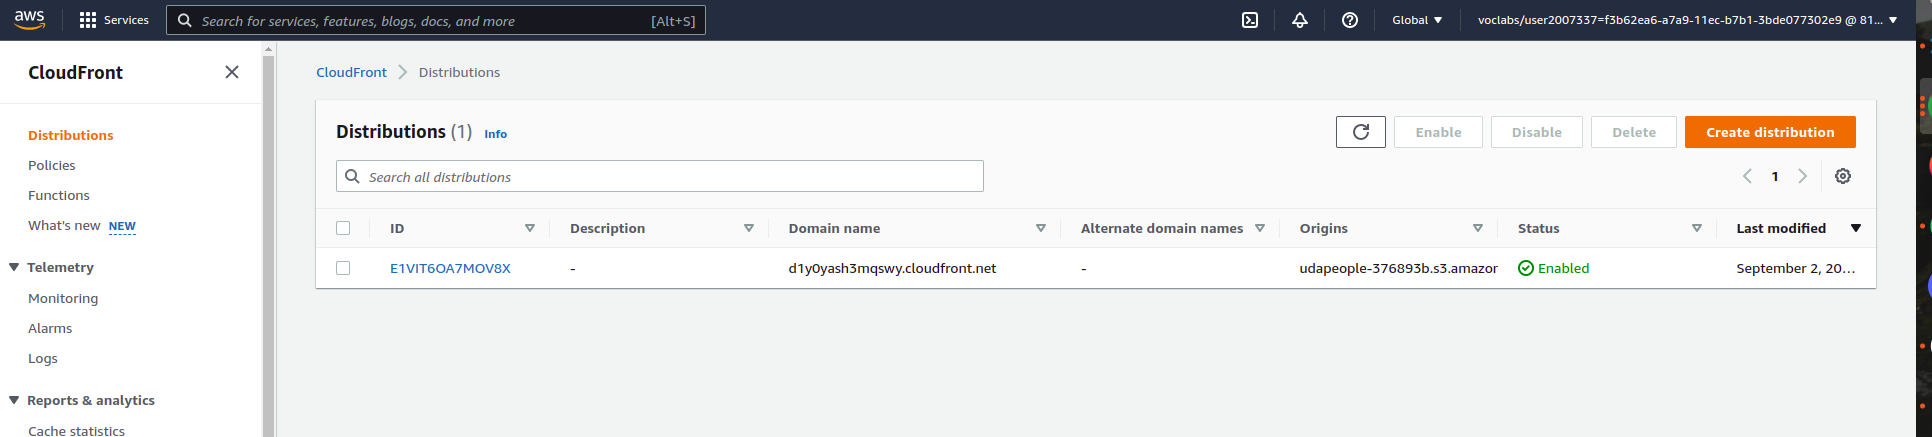 aws
Services
Search for services, features, blogs, docs, and more [Alt+S]
Global
voclabs/user2007337=f3b62ea6-a7a9-11ec-b7b1-3bde077302e9 @ 81...
CloudFront
Distributions
Policies
Functions
What's new NEW
Telemetry
Monitoring
Alarms
Logs
Reports & analytics
Cache statistics
CloudFront Distributions
Distributions (1) Info
Enable Disable Delete Create distribution
Search all distributions
1
ID Description Domain name Alternate domain names Origins Status Last modified
E1VIT6OA7MOV8X - d1y0yash3mqswy.cloudfront.net - udapeople-376893b.s3.amazor Enabled September 2, 20...